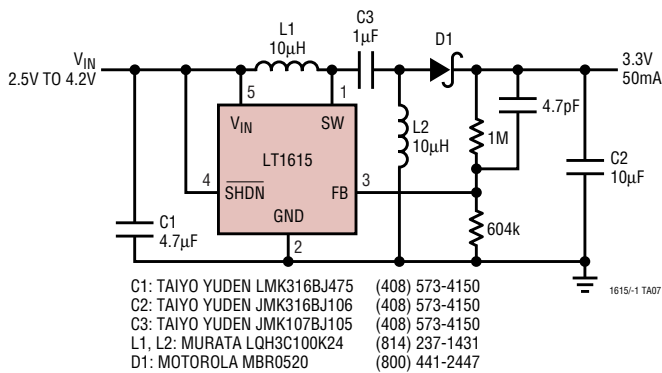 L1
10µH
C3
1µF
D1
VIN
2.5V TO 4.2V
3.3V
50mA
5
1
VIN
SW
L2
10µH
1M
4.7pF
LT1615
C2
10µF
4
SHDN
FB
3
GND
2
C1
4.7µF
604k
1615/-1 TA07
C1: TAIYO YUDEN LMK316BJ475 (408) 573-4150
C2: TAIYO YUDEN JMK316BJ106 (408) 573-4150
C3: TAIYO YUDEN JMK107BJ105 (408) 573-4150
L1, L2: MURATA LQH3C100K24 (814) 237-1431
D1: MOTOROLA MBR0520 (800) 441-2447